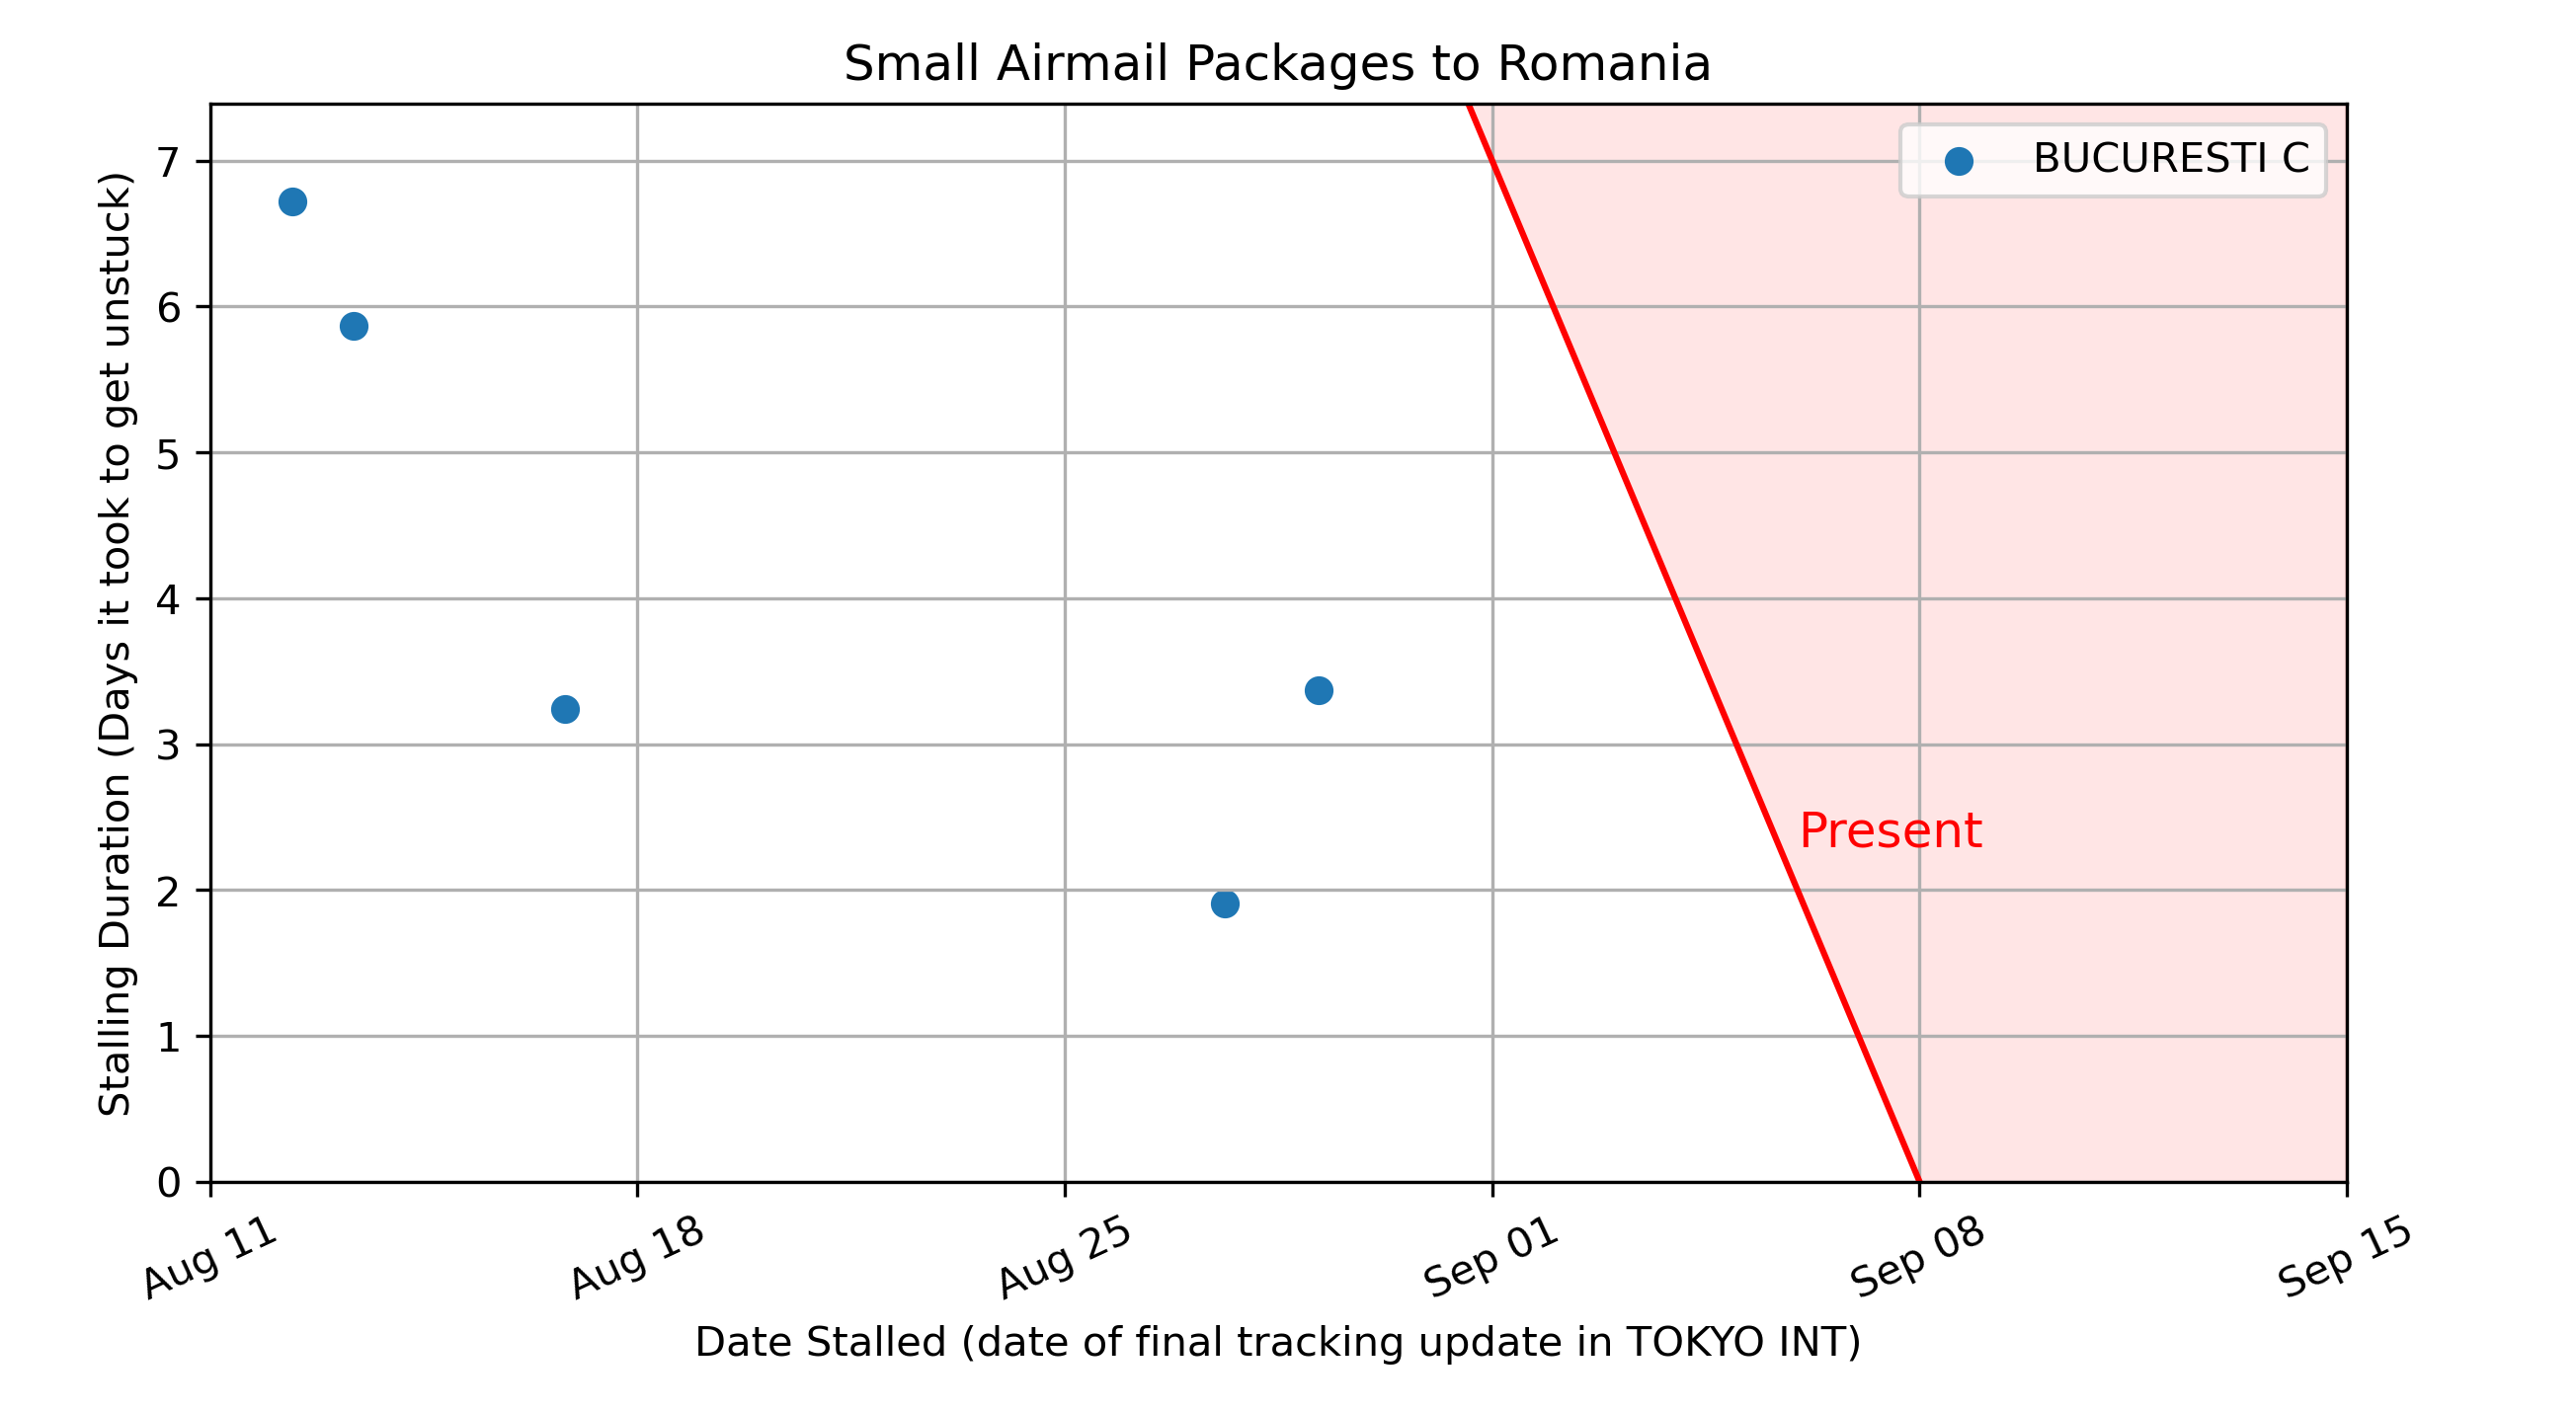 Small Airmail Packages to Romania
BUCURESTI C
Stalling Duration (Days it took to get unstuck)
7
6
5
4
3
2
1
0
Present
Aug 11
Aug 18
Aug 25
Sep 01
Sep 08
Sep 15
Date Stalled (date of final tracking update in TOKYO INT)